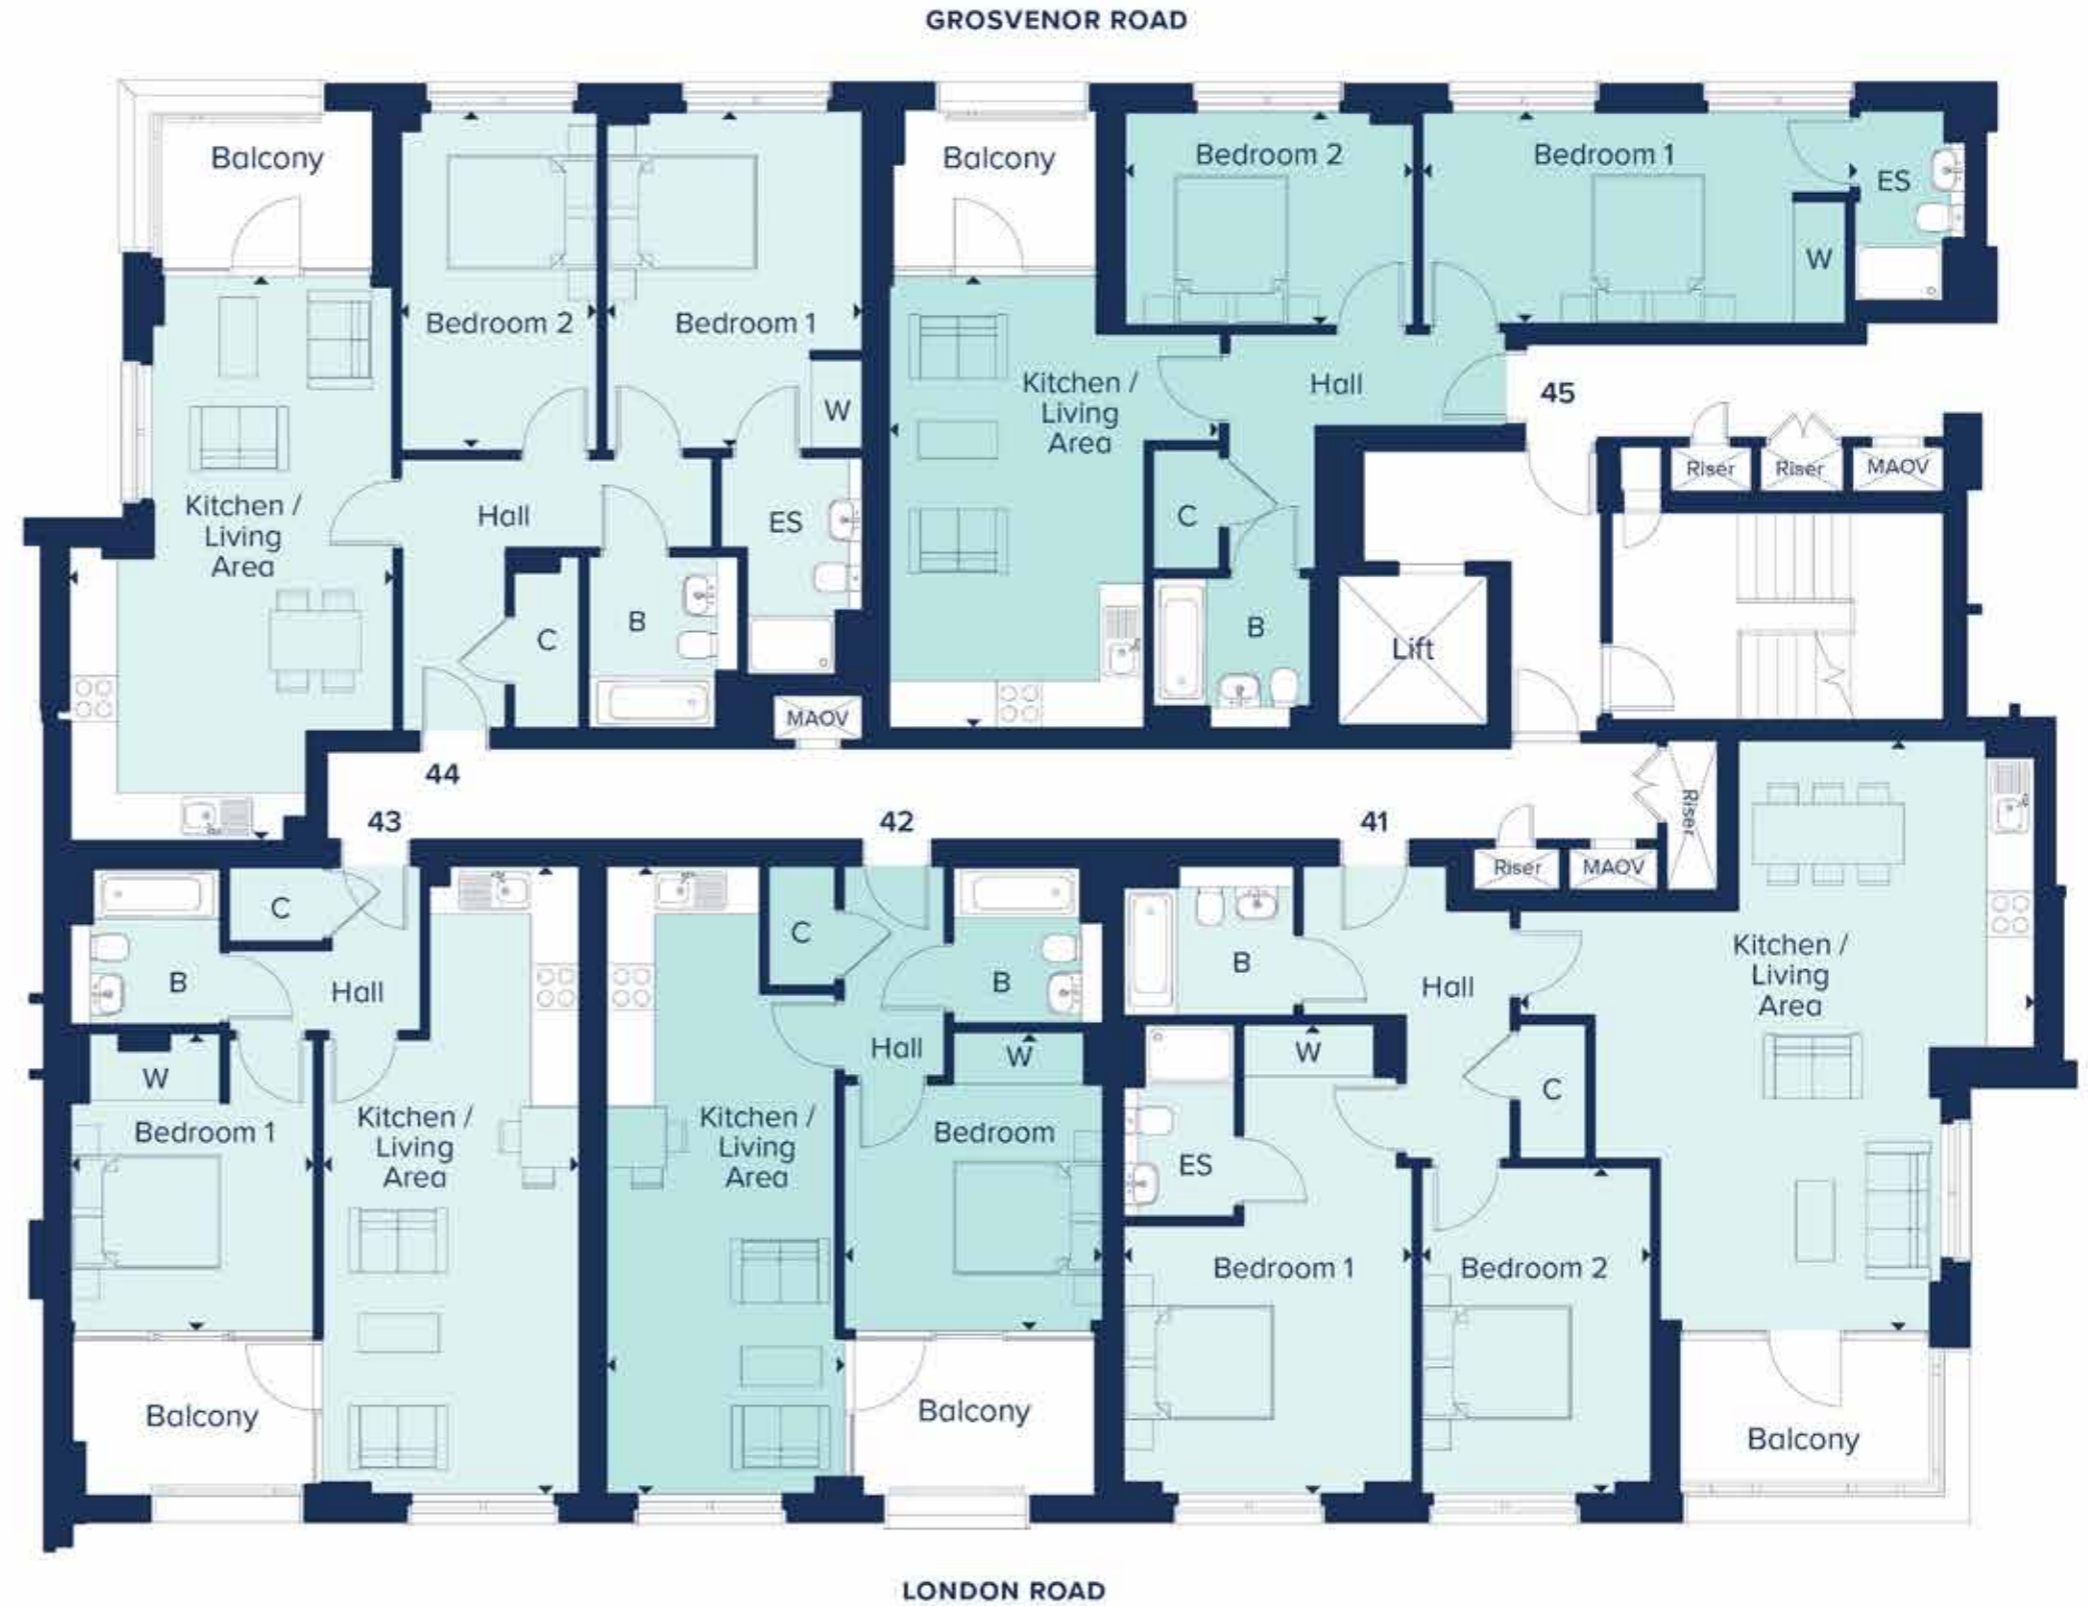 GROSVENOR ROAD
Balcony
Bedroom 2
Bedroom 1
Kitchen /
Living
Area
Hall
W
ES
C
B
MAOV
44
Balcony
Bedroom 2
Bedroom 1
ES
W
Kitchen /
Living
Area
Hall
45
C
B
Lift
Riser
Riser
MAOV
43
42
41
Riser
Riser
MAOV
B
C
Hall
W
Bedroom 1
Kitchen /
Living
Area
Balcony
C
B
Hall
W
Kitchen /
Living
Area
Bedroom
Balcony
B
Hall
Kitchen /
Living
Area
W
C
ES
Bedroom 1
Bedroom 2
Balcony
LONDON ROAD